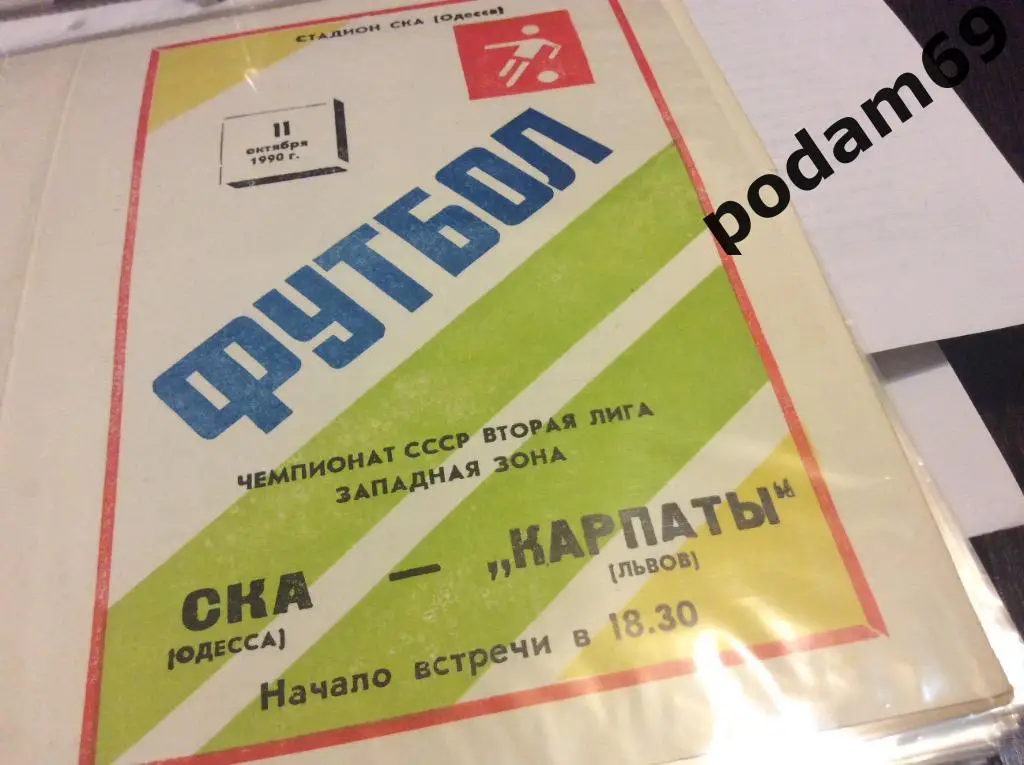 СТАДИОН СКА (Одесса)
11
октября
1990 г.
ФУТБОЛ
ЧЕМПИОНАТ СССР ВТОРАЯ ЛИГА
ЗАПАДНАЯ ЗОНА
СКА — „КАРПАТЫ"
(ОДЕССА) (ЛЬВОВ)
Начало встречи в 18.30
podam69